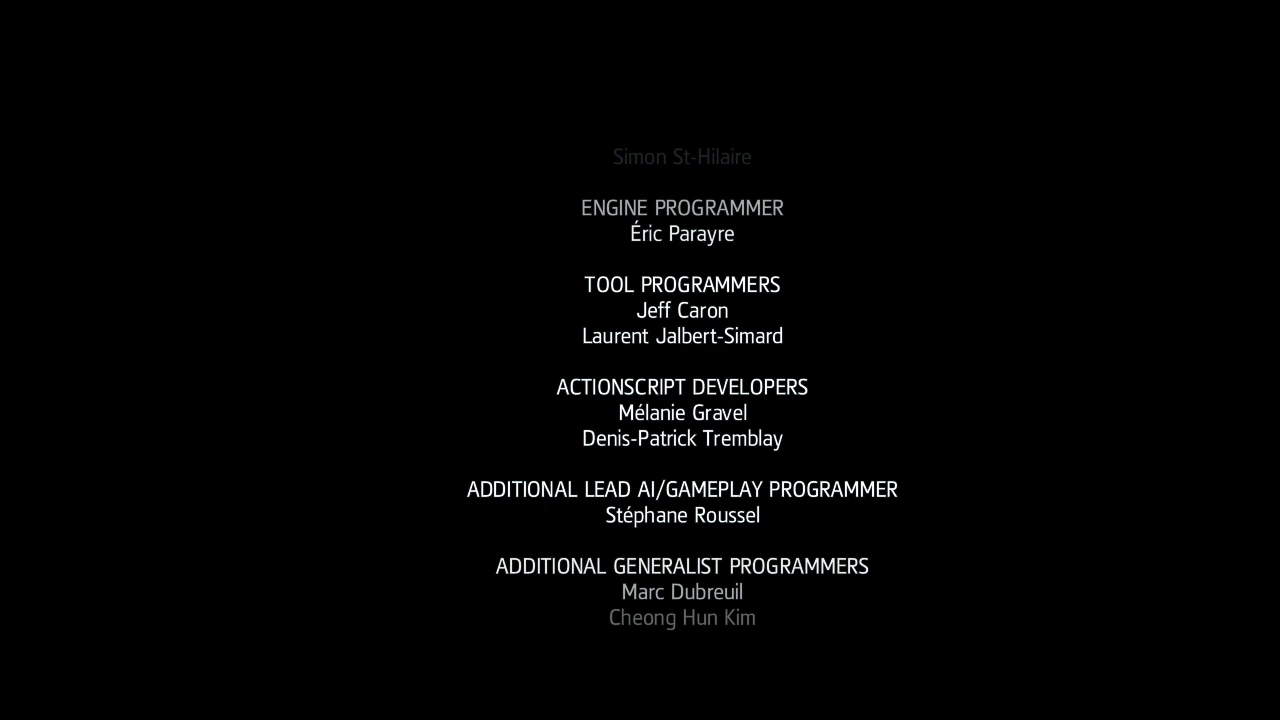 Simon St-Hilaire
ENGINE PROGRAMMER
Éric Parayre
TOOL PROGRAMMERS
Jeff Caron
Laurent Jalbert-Simard
ACTIONSCRIPT DEVELOPERS
Mélanie Gravel
Denis-Patrick Tremblay
ADDITIONAL LEAD AI/GAMEPLAY PROGRAMMER
Stéphane Roussel
ADDITIONAL GENERALIST PROGRAMMERS
Marc Dubreuil
Cheong Hun Kim